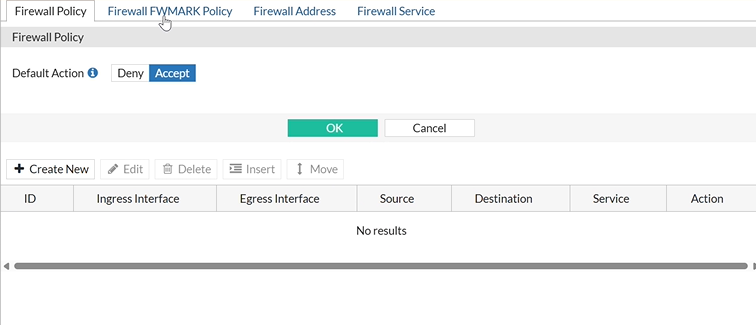 Firewall Policy Firewall FWMARK Policy Firewall Address Firewall Service
Firewall Policy
Default Action Deny Accept
OK Cancel
Create New Edit Delete Insert Move
ID Ingress Interface Egress Interface Source Destination Service Action
No results